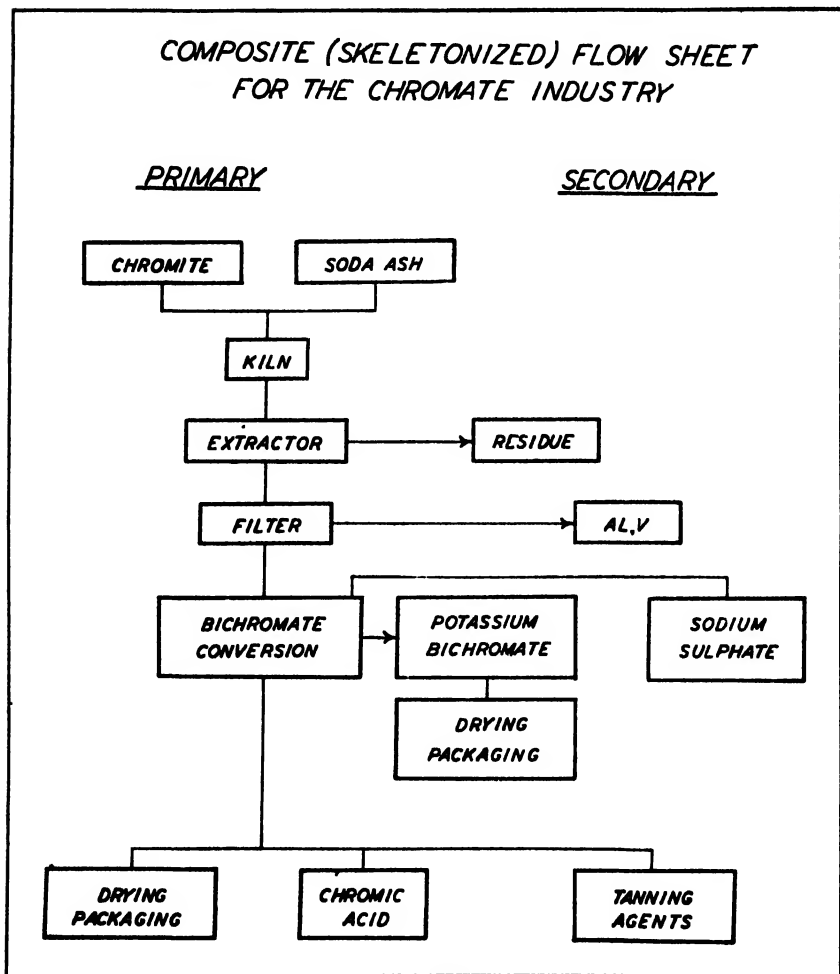 COMPOSITE (SKELETONIZED) FLOW SHEET
FOR THE CHROMATE INDUSTRY
PRIMARY
SECONDARY
CHROMITE
SODA ASH
KILN
EXTRACTOR
RESIDUE
FILTER
AL,V
BICHROMATE
CONVERSION
POTASSIUM
BICHROMATE
SODIUM
SULPHATE
DRYING
PACKAGING
DRYING
PACKAGING
CHROMIC
ACID
TANNING
AGENTS